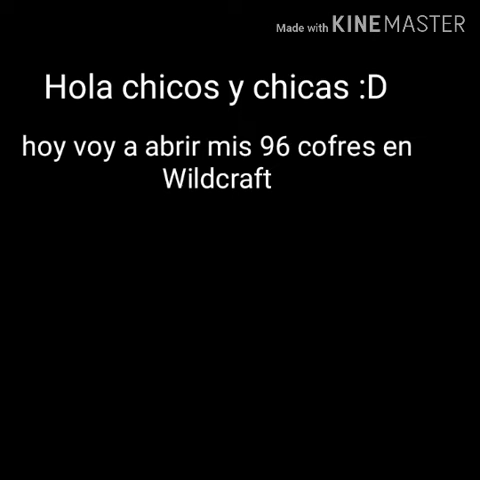 Made with KINEMASTER
Hola chicos y chicas :D
hoy voy a abrir mis 96 cofres en
Wildcraft